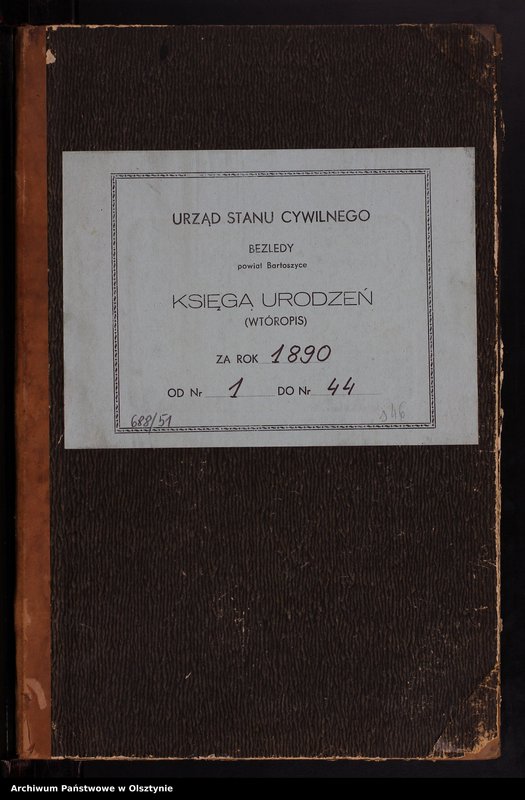 URZĄD STANU CYWILNEGO
BEZLEDY
powiat Bartoszyce
KSIĘGA URODZEŃ
(WTÓROPIS)
ZA ROK 1890
OD Nr 1 DO Nr 44
688/51
Archiwum Państwowe w Olsztynie